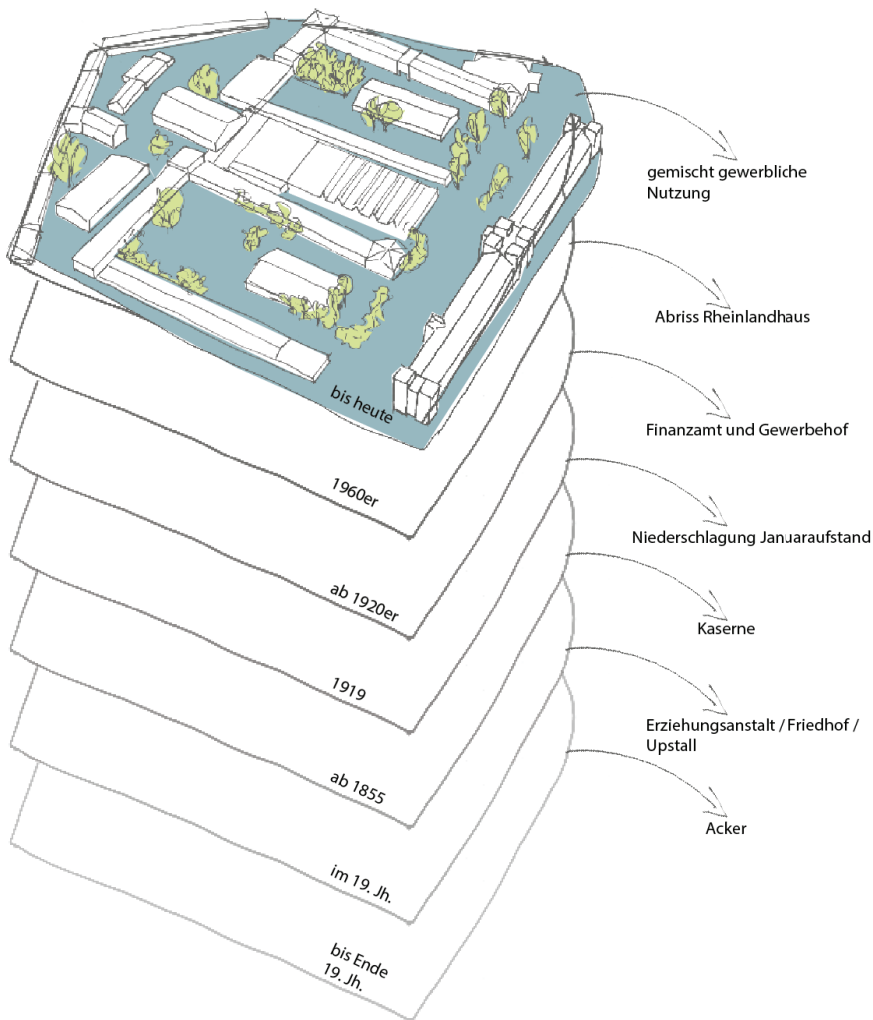 gemischt gewerbliche
Nutzung
Abriss Rheinlandhaus
bis heute
Finanzamt und Gewerbehof
1960er
Niederschlagung Januaraufstand
ab 1920er
Kaserne
1919
Erziehungsanstalt / Friedhof /
Upstall
ab 1855
Acker
im 19. Jh.
bis Ende
19. Jh.